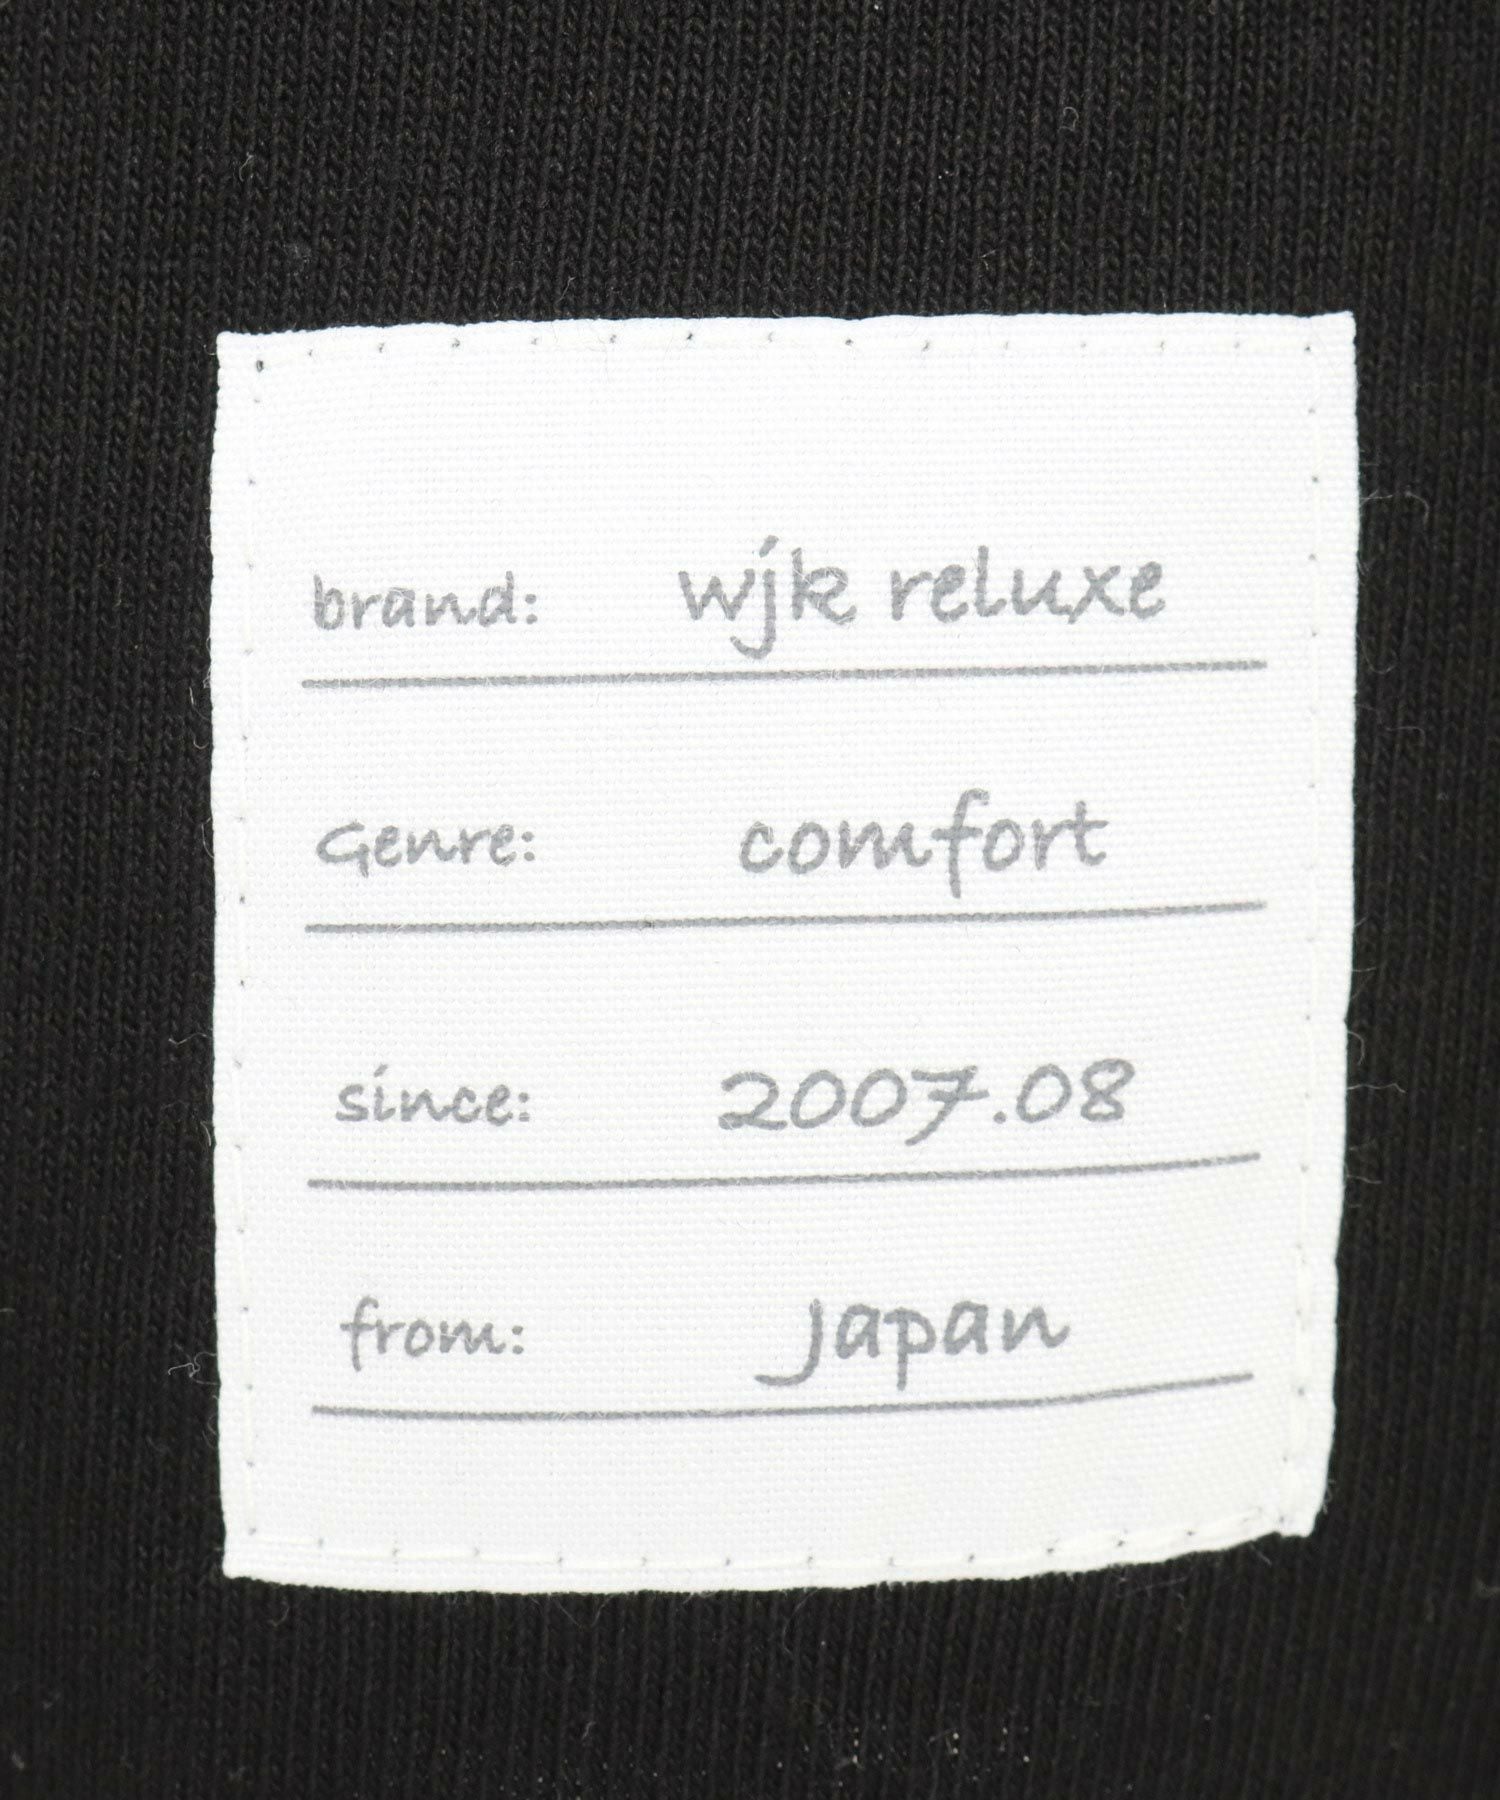 brand: wjk reluxe
Genre: comfort
since: 2007.08
from: Japan